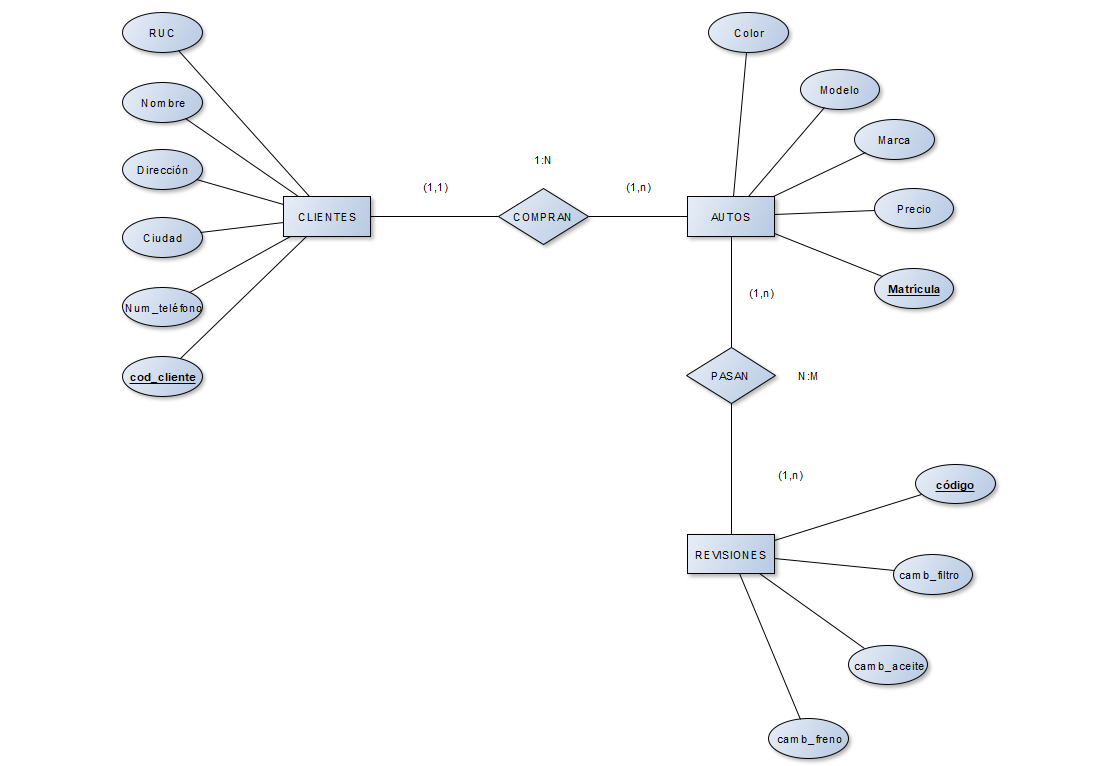 RUC
Nombre
Dirección
Ciudad
Num_teléfono
cod_cliente
CLIENTES
(1,1)
1:N
COMPRAN
(1,n)
AUTOS
Color
Modelo
Marca
Precio
Matrícula
(1,n)
PASAN
N:M
(1,n)
REVISIONES
código
camb_filtro
camb_aceite
camb_freno